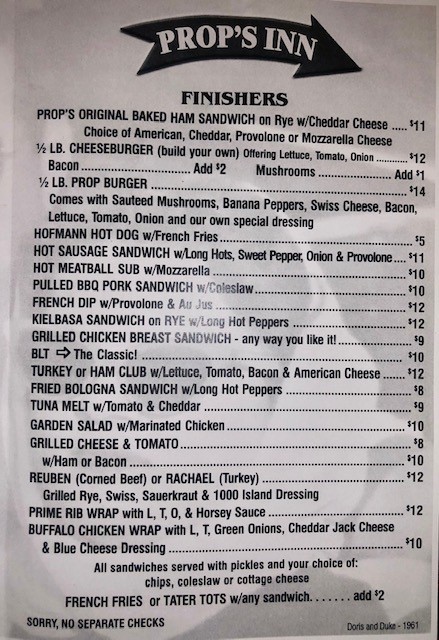 PROP'S INN
FINISHERS
PROP'S ORIGINAL BAKED HAM SANDWICH on Rye w/Cheddar Cheese ..... $11
Choice of American, Cheddar, Provolone or Mozzarella Cheese
½ LB. CHEESEBURGER (build your own) Offering Lettuce, Tomato, Onion ............ $12
Bacon............................ Add $2 Mushrooms .................... Add $1
½ LB. PROP BURGER ................................................................ $14
Comes with Sauteed Mushrooms, Banana Peppers, Swiss Cheese, Bacon,
Lettuce, Tomato, Onion and our own special dressing
HOFMANN HOT DOG w/French Fries................................................ $5
HOT SAUSAGE SANDWICH w/Long Hots, Sweet Pepper, Onion & Provolone.... $11
HOT MEATBALL SUB w/Mozzarella ................................................ $10
PULLED BBQ PORK SANDWICH w/Coleslaw...................................... $10
FRENCH DIP w/Provolone & Au Jus ................................................ $12
KIELBASA SANDWICH on RYE w/Long Hot Peppers ............................ $12
GRILLED CHICKEN BREAST SANDWICH - any way you like it!.................. $9
BLT ⇨ The Classic! ................................................................ $10
TURKEY or HAM CLUB w/Lettuce, Tomato, Bacon & American Cheese ...... $12
FRIED BOLOGNA SANDWICH w/Long Hot Peppers .............................. $8
TUNA MELT w/Tomato & Cheddar .................................................. $9
GARDEN SALAD w/Marinated Chicken ............................................ $10
GRILLED CHEESE & TOMATO........................................................ $8
w/Ham or Bacon.................................................................... $10
REUBEN (Corned Beef) or RACHAEL (Turkey) .................................. $12
Grilled Rye, Swiss, Sauerkraut & 1000 Island Dressing
PRIME RIB WRAP with L, T, O, & Horsey Sauce ................................ $12
BUFFALO CHICKEN WRAP with L, T, Green Onions, Cheddar Jack Cheese
& Blue Cheese Dressing ............................................................ $10
All sandwiches served with pickles and your choice of:
chips, coleslaw or cottage cheese
FRENCH FRIES or TATER TOTS w/any sandwich. . . . . . . add $2
SORRY, NO SEPARATE CHECKS Doris and Duke - 1961